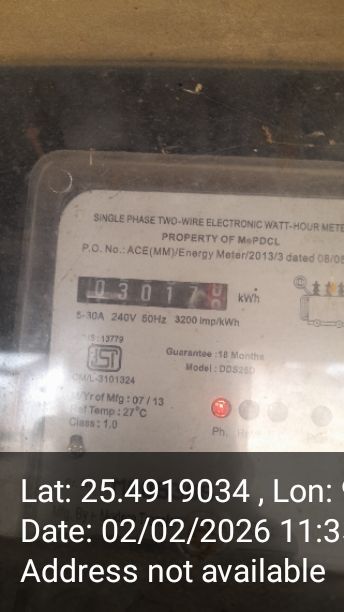 SINGLE PHASE TWO-WIRE ELECTRONIC WATT-HOUR METE
PROPERTY OF MePDCL
P.O. No.: ACE(MM)/Energy Meter/2013/3 dated 08/05
03017 kWh
5-30A 240V 50Hz 3200 imp/kWh
IS:13779
CM/L-3101324
Guarantee :18 Months
Model : DDS26D
M/Yr of Mfg : 07 / 13
Ref Temp : 27°C
Class : 1.0
Ph.
Lat: 25.4919034 , Lon: 9
Date: 02/02/2026 11:3
Address not available